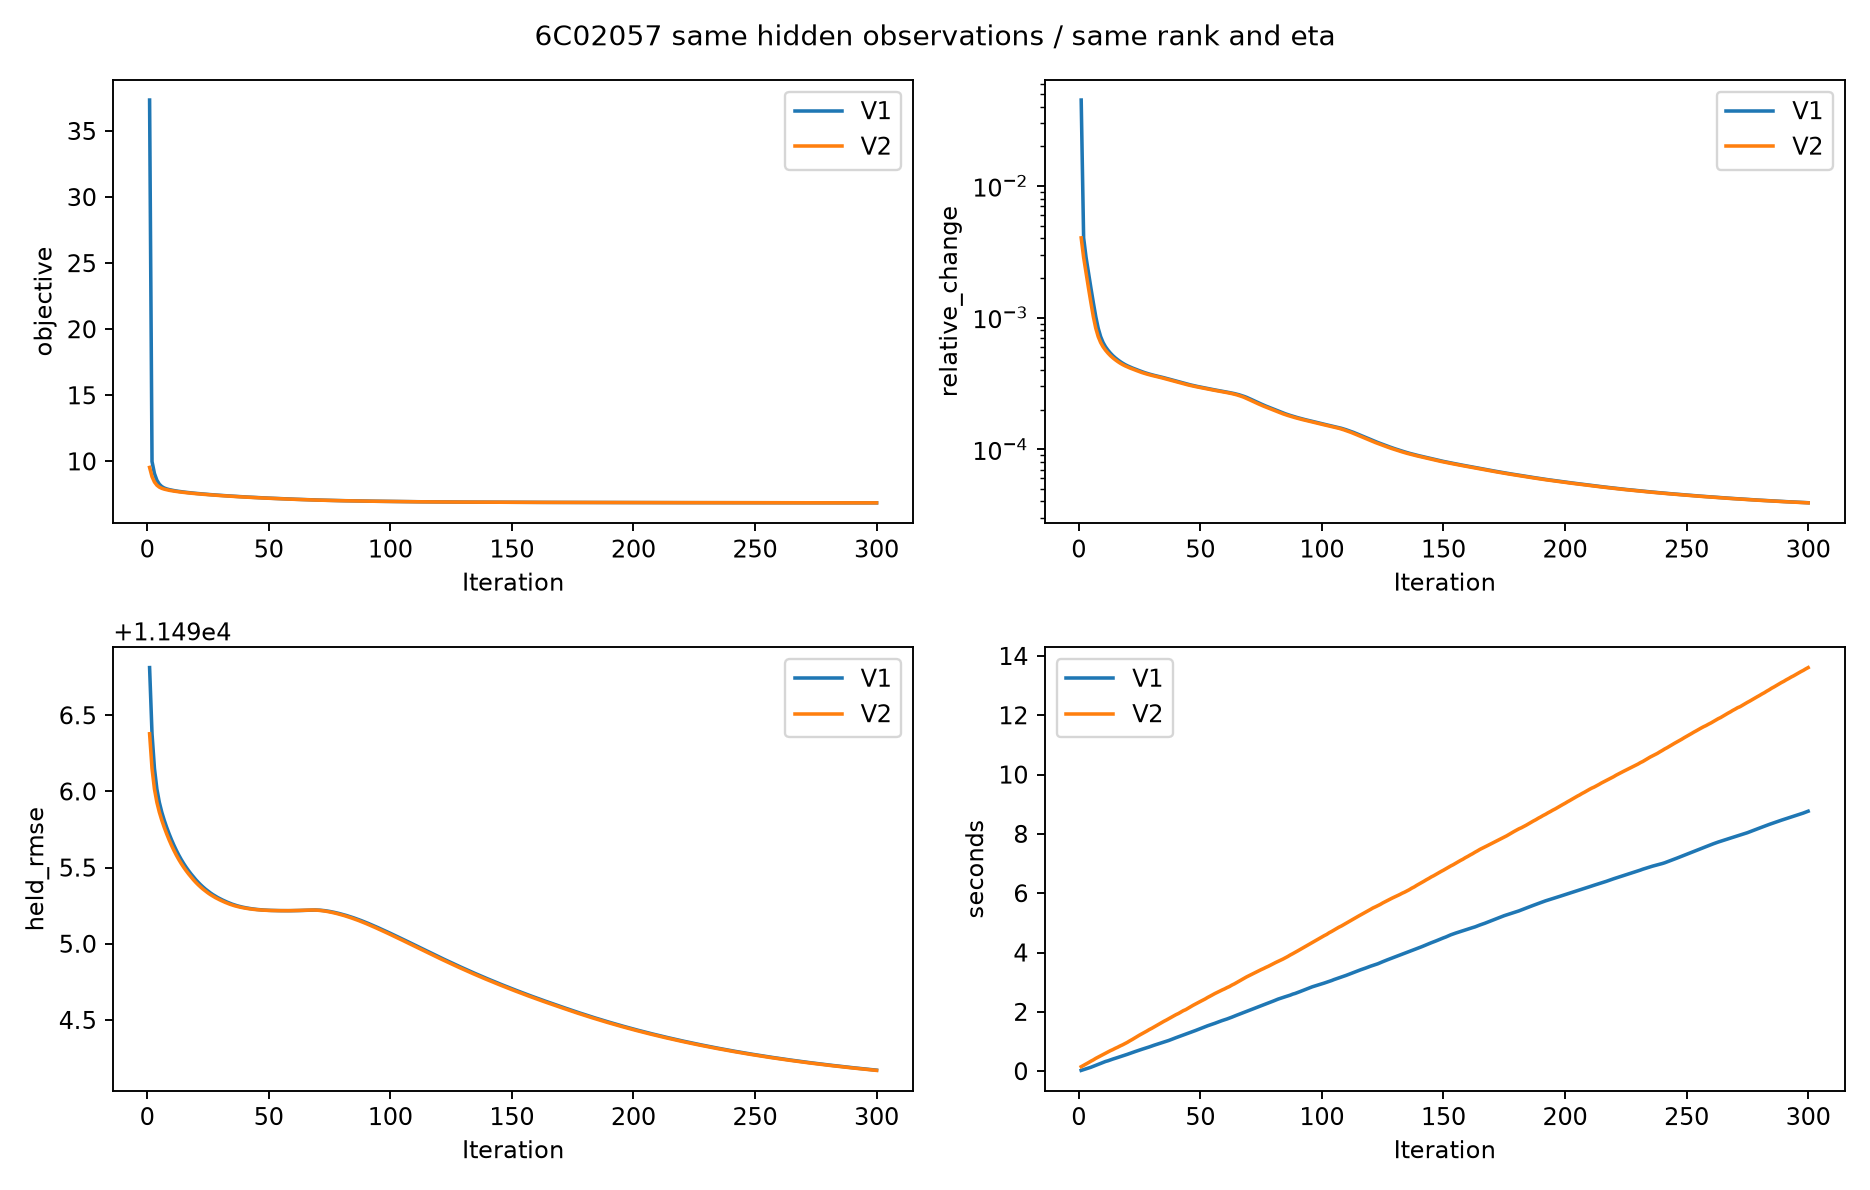 6C02057 same hidden observations / same rank and eta
objective
35
30
25
20
15
10
V1
V2
0 50 100 150 200 250 300
Iteration
relative_change
10⁻²
10⁻³
10⁻⁴
V1
V2
0 50 100 150 200 250 300
Iteration
+1.149e4
held_rmse
6.5
6.0
5.5
5.0
4.5
V1
V2
0 50 100 150 200 250 300
Iteration
seconds
14
12
10
8
6
4
2
0
V1
V2
0 50 100 150 200 250 300
Iteration